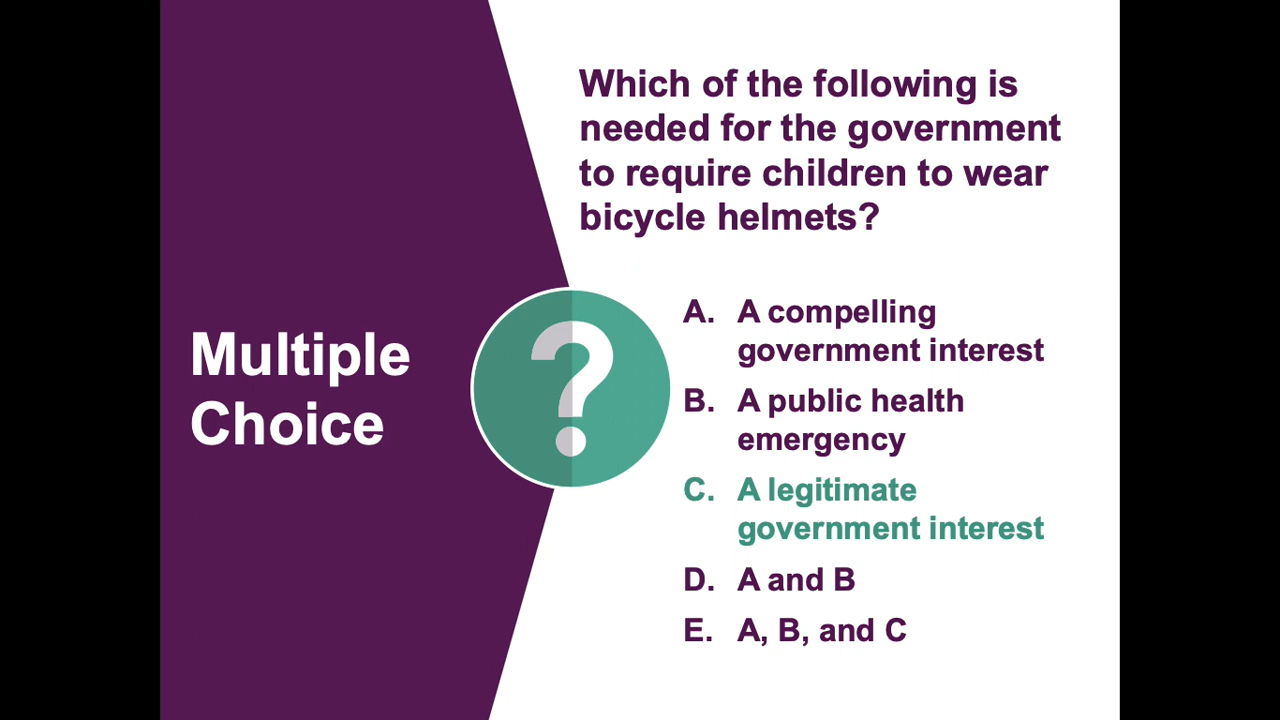 Which of the following is
needed for the government
to require children to wear
bicycle helmets?
Multiple
Choice
?
A. A compelling
government interest
B. A public health
emergency
C. A legitimate
government interest
D. A and B
E. A, B, and C